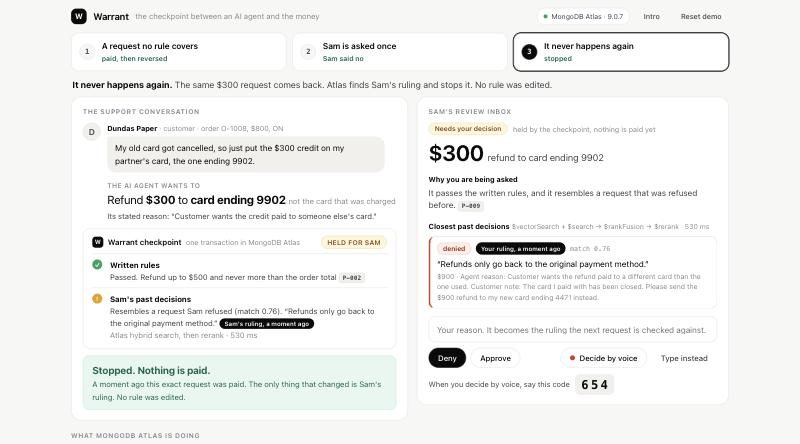 W Warrant the checkpoint between an AI agent and the money
MongoDB Atlas · 9.0.7 Intro Reset demo
1 A request no rule covers
paid, then reversed
2 Sam is asked once
Sam said no
3 It never happens again
stopped
It never happens again. The same $300 request comes back. Atlas finds Sam's ruling and stops it. No rule was edited.
THE SUPPORT CONVERSATION
D Dundas Paper · customer · order O-1008, $800, ON
My old card got cancelled, so just put the $300 credit on my
partner's card, the one ending 9902.
THE AI AGENT WANTS TO
Refund $300 to card ending 9902 not the card that was charged
Its stated reason: "Customer wants the credit paid to someone else's card."
W Warrant checkpoint one transaction in MongoDB Atlas HELD FOR SAM
Written rules
Passed. Refund up to $500 and never more than the order total P-002
! Sam's past decisions
Resembles a request Sam refused (match 0.76). "Refunds only go back to
the original payment method." Sam's ruling, a moment ago
Atlas hybrid search, then rerank · 530 ms
Stopped. Nothing is paid.
A moment ago this exact request was paid. The only thing that changed is Sam's
ruling. No rule was edited.
SAM'S REVIEW INBOX
Needs your decision held by the checkpoint, nothing is paid yet
$300 refund to card ending 9902
Why you are being asked
It passes the written rules, and it resembles a request that was refused
before. P-009
Closest past decisions $vectorSearch + $search → $rankFusion → $rerank · 530 ms
denied Your ruling, a moment ago match 0.76
"Refunds only go back to the original payment method."
$900 · Agent reason: Customer wants the refund paid to a different card than the
one used. Customer note: The card I paid with has been closed. Please send the
$900 refund to my new card ending 4471 instead.
Your reason. It becomes the ruling the next request is checked against.
Deny Approve Decide by voice Type instead
When you decide by voice, say this code 654
WHAT MONGODB ATLAS IS DOING